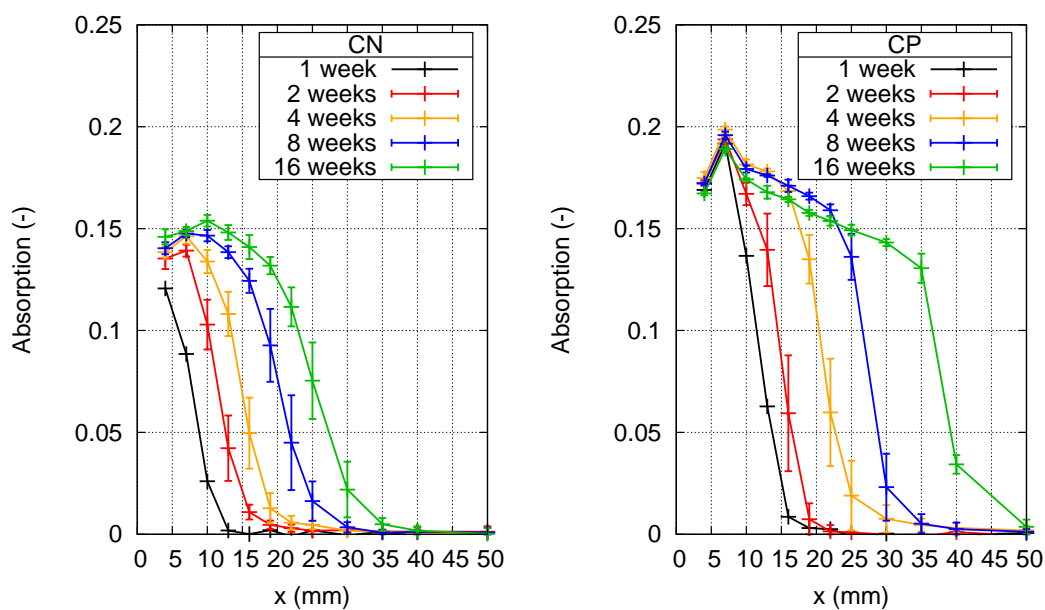 0.25
0.2
0.15
0.1
0.05
0
0 5 10 15 20 25 30 35 40 45 50
Absorption (-)
x (mm)
CN
1 week
2 weeks
4 weeks
8 weeks
16 weeks
0.25
0.2
0.15
0.1
0.05
0
0 5 10 15 20 25 30 35 40 45 50
Absorption (-)
x (mm)
CP
1 week
2 weeks
4 weeks
8 weeks
16 weeks